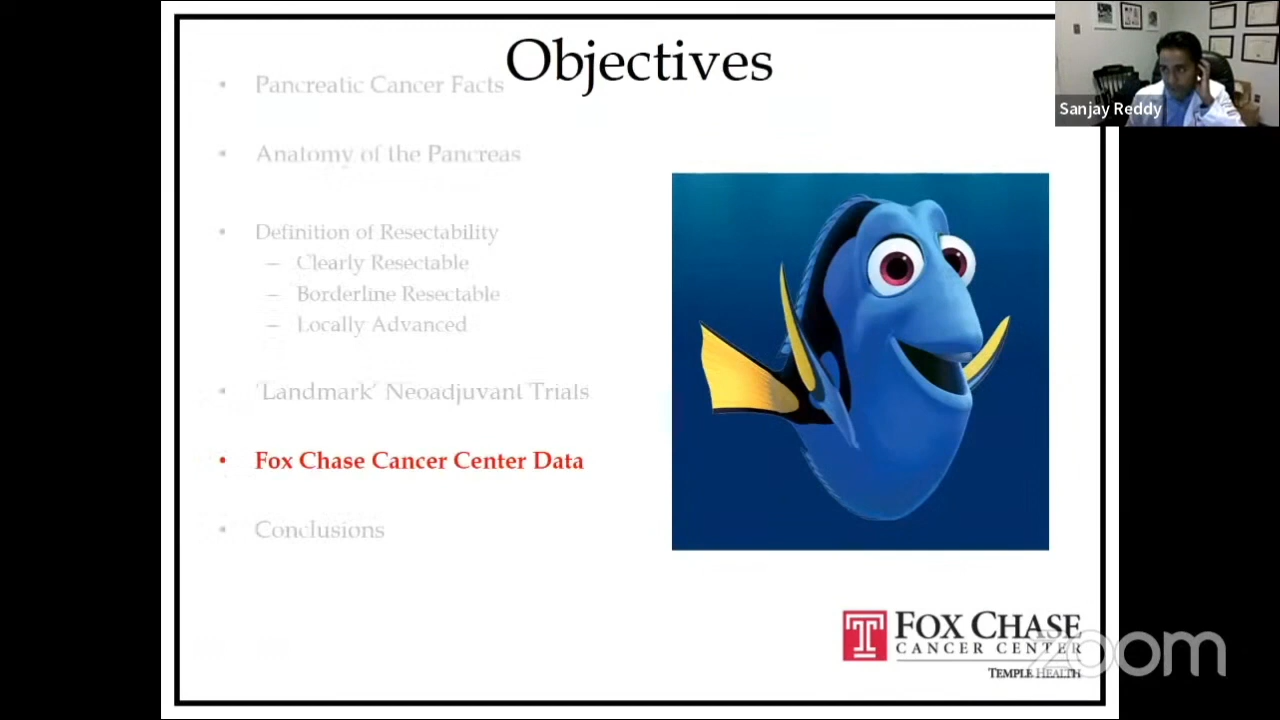 Objectives
• Pancreatic Cancer Facts
• Anatomy of the Pancreas
• Definition of Resectability
– Clearly Resectable
– Borderline Resectable
– Locally Advanced
• 'Landmark' Neoadjuvant Trials
• Fox Chase Cancer Center Data
• Conclusions
Sanjay Reddy
T FOX CHASE
CANCER CENTER
TEMPLE HEALTH
zoom